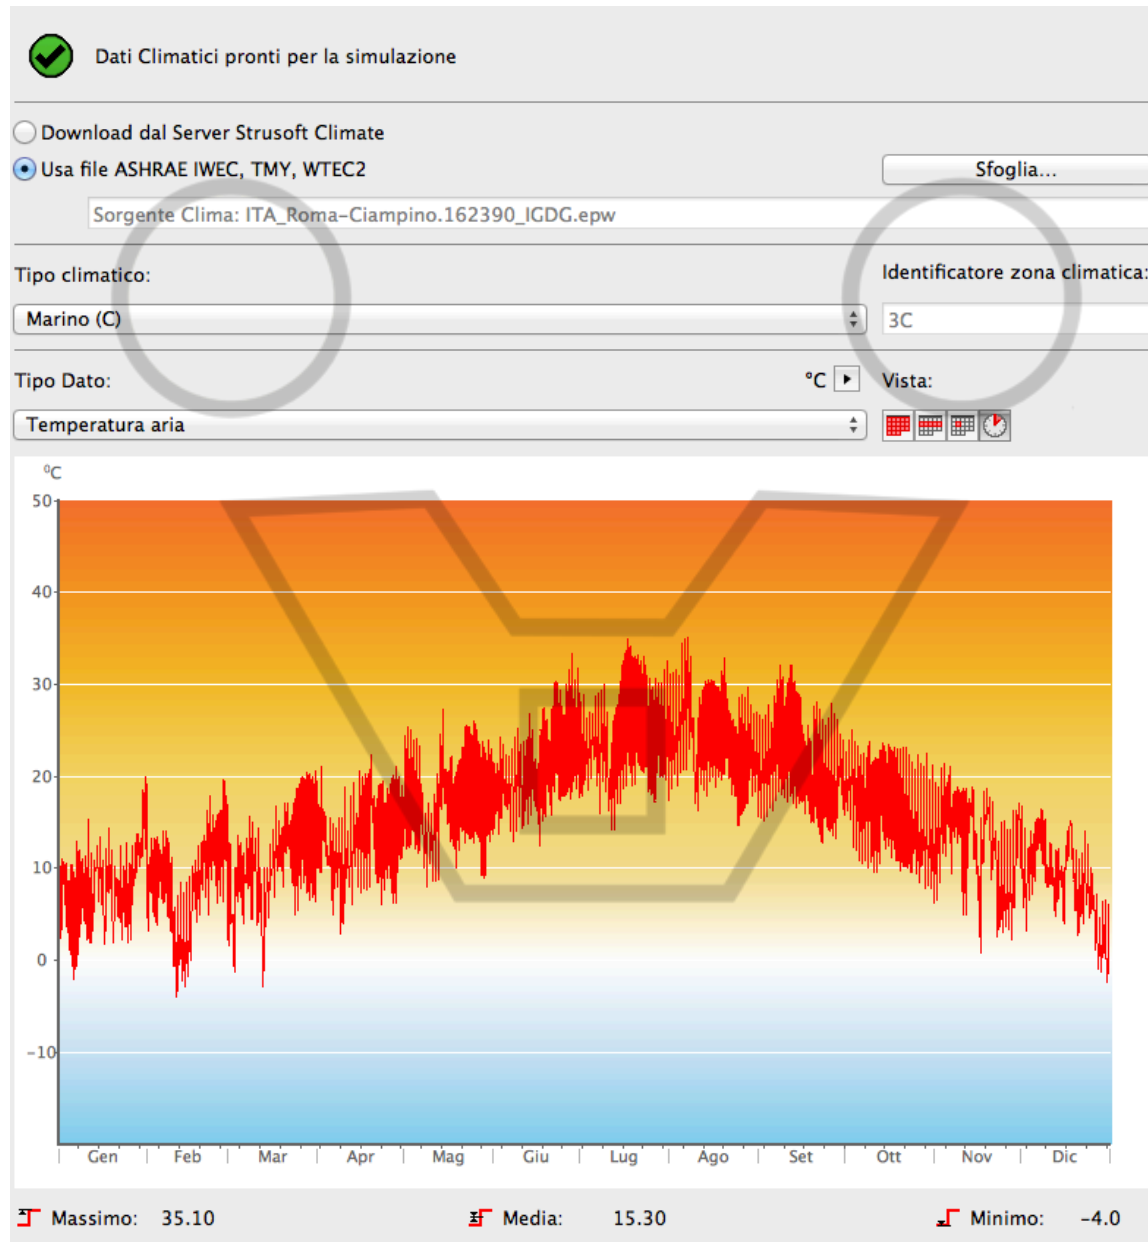 Dati Climatici pronti per la simulazione
Download dal Server Strusoft Climate
Usa file ASHRAE IWEC, TMY, WTEC2
Sfoglia...
Sorgente Clima: ITA_Roma-Ciampino.162390_IGDG.epw
Tipo climatico:
Identificatore zona climatica:
Marino (C)
3C
Tipo Dato:
°C
Vista:
Temperatura aria
°C
50
40
30
20
10
0
-10
Gen Feb Mar Apr Mag Giu Lug Ago Set Ott Nov Dic
Massimo: 35.10 Media: 15.30 Minimo: -4.0